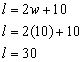 l = 2w + 10
l = 2(10) + 10
l = 30